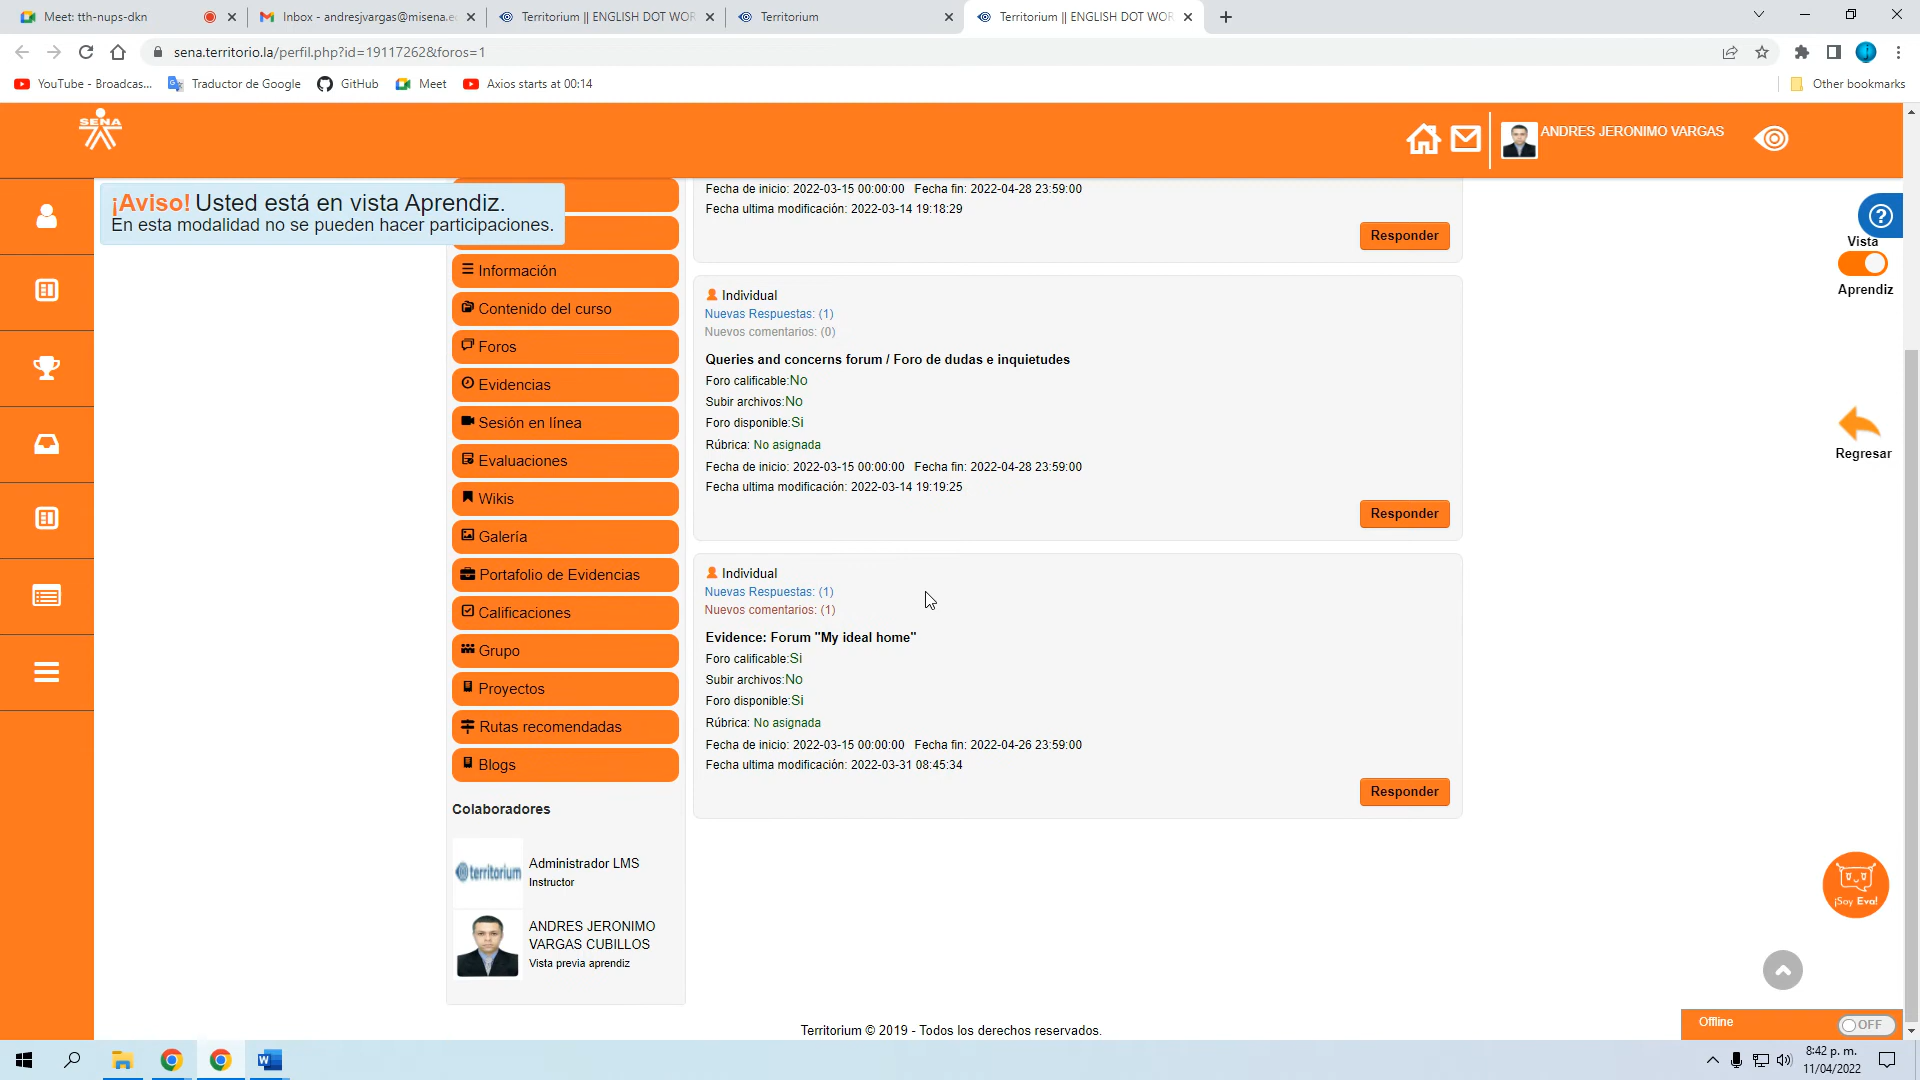 Meet: tth-nups-dkn
Inbox - andresjvargas@misena.ec
Territorium || ENGLISH DOT WOR
Territorium
Territorium || ENGLISH DOT WOR
sena.territorio.la/perfil.php?id=19117262&foros=1
YouTube - Broadcas...
Traductor de Google
GitHub
Meet
Axios starts at 00:14
Other bookmarks
SENA
ANDRES JERONIMO VARGAS
¡Aviso! Usted está en vista Aprendiz.
En esta modalidad no se pueden hacer participaciones.
Información
Contenido del curso
Foros
Evidencias
Sesión en línea
Evaluaciones
Wikis
Galería
Portafolio de Evidencias
Calificaciones
Grupo
Proyectos
Rutas recomendadas
Blogs
Colaboradores
territorium
Administrador LMS
Instructor
ANDRES JERONIMO
VARGAS CUBILLOS
Vista previa aprendiz
Fecha de inicio: 2022-03-15 00:00:00 Fecha fin: 2022-04-28 23:59:00
Fecha ultima modificación: 2022-03-14 19:18:29
Responder
Individual
Nuevas Respuestas: (1)
Nuevos comentarios: (0)
Queries and concerns forum / Foro de dudas e inquietudes
Foro calificable:No
Subir archivos:No
Foro disponible:Si
Rúbrica: No asignada
Fecha de inicio: 2022-03-15 00:00:00 Fecha fin: 2022-04-28 23:59:00
Fecha ultima modificación: 2022-03-14 19:19:25
Responder
Individual
Nuevas Respuestas: (1)
Nuevos comentarios: (1)
Evidence: Forum "My ideal home"
Foro calificable:Si
Subir archivos:No
Foro disponible:Si
Rúbrica: No asignada
Fecha de inicio: 2022-03-15 00:00:00 Fecha fin: 2022-04-26 23:59:00
Fecha ultima modificación: 2022-03-31 08:45:34
Responder
Vista
Aprendiz
Regresar
¡Soy Eva!
Territorium © 2019 - Todos los derechos reservados.
Offline
OFF
8:42 p. m.
11/04/2022